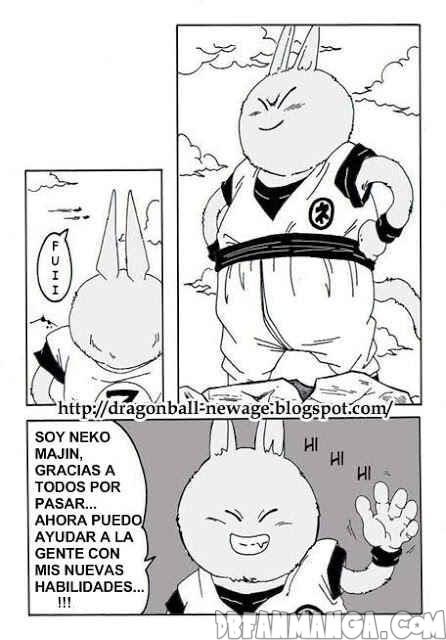 FUII
http://dragonball-newage.blogspot.com/
SOY NEKO
MAJIN,
GRACIAS A
TODOS POR
PASAR...
AHORA PUEDO
AYUDAR A LA
GENTE CON
MIS NUEVAS
HABILIDADES...
!!!
HI
HI
HI
DBFANMANGA.COM